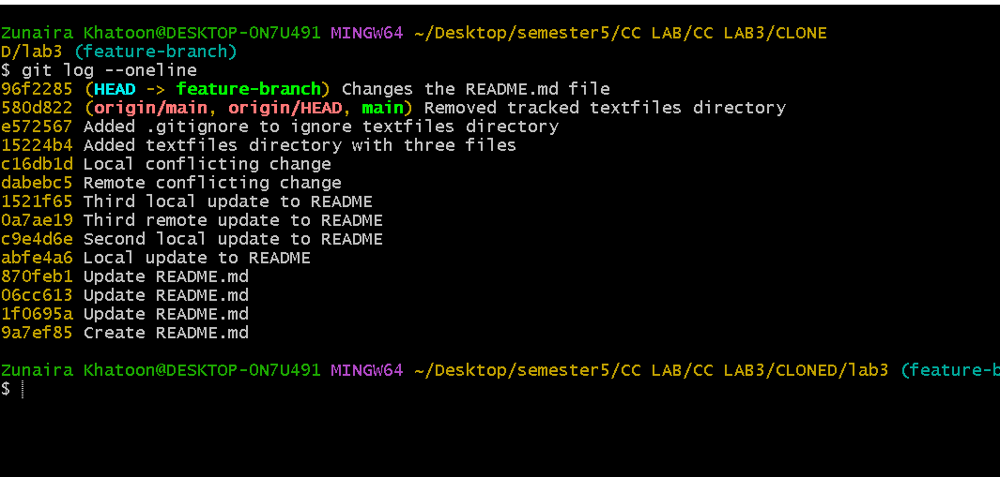 Zunaira Khatoon@DESKTOP-ON7U491 MINGW64 ~/Desktop/semester5/CC LAB/CC LAB3/CLONE
D/lab3 (feature-branch)
$ git log --oneline
96f2285 (HEAD -> feature-branch) Changes the README.md file
580d822 (origin/main, origin/HEAD, main) Removed tracked textfiles directory
e572567 Added .gitignore to ignore textfiles directory
15224b4 Added textfiles directory with three files
c16db1d Local conflicting change
dabebc5 Remote conflicting change
1521f65 Third local update to README
0a7ae19 Third remote update to README
c9e4d6e Second local update to README
abfe4a6 Local update to README
870feb1 Update README.md
06cc613 Update README.md
1f0695a Update README.md
9a7ef85 Create README.md
Zunaira Khatoon@DESKTOP-ON7U491 MINGW64 ~/Desktop/semester5/CC LAB/CC LAB3/CLONED/lab3 (feature-b
$